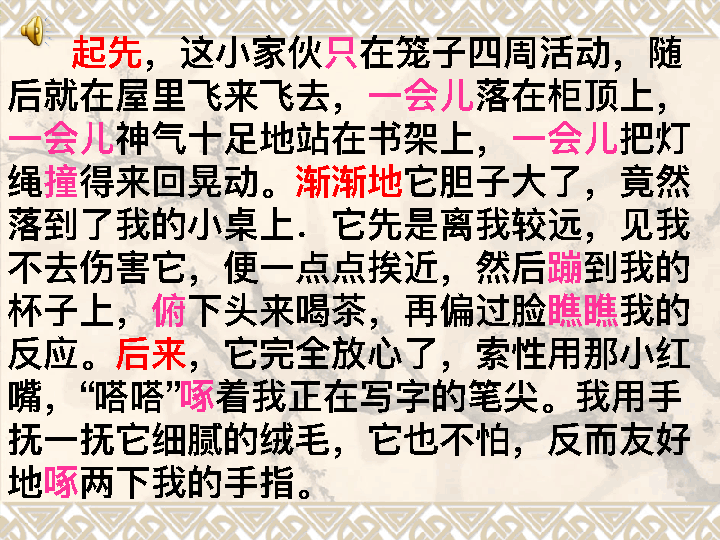 起先，这小家伙只在笼子四周活动，随
后就在屋里飞来飞去，一会儿落在柜顶上，
一会儿神气十足地站在书架上，一会儿把灯
绳撞得来回晃动。渐渐地它胆子大了，竟然
落到了我的小桌上．它先是离我较远，见我
不去伤害它，便一点点挨近，然后蹦到我的
杯子上，俯下头来喝茶，再偏过脸瞧瞧我的
反应。后来，它完全放心了，索性用那小红
嘴，“嗒嗒”啄着我正在写字的笔尖。我用手
抚一抚它细腻的绒毛，它也不怕，反而友好
地啄两下我的手指。